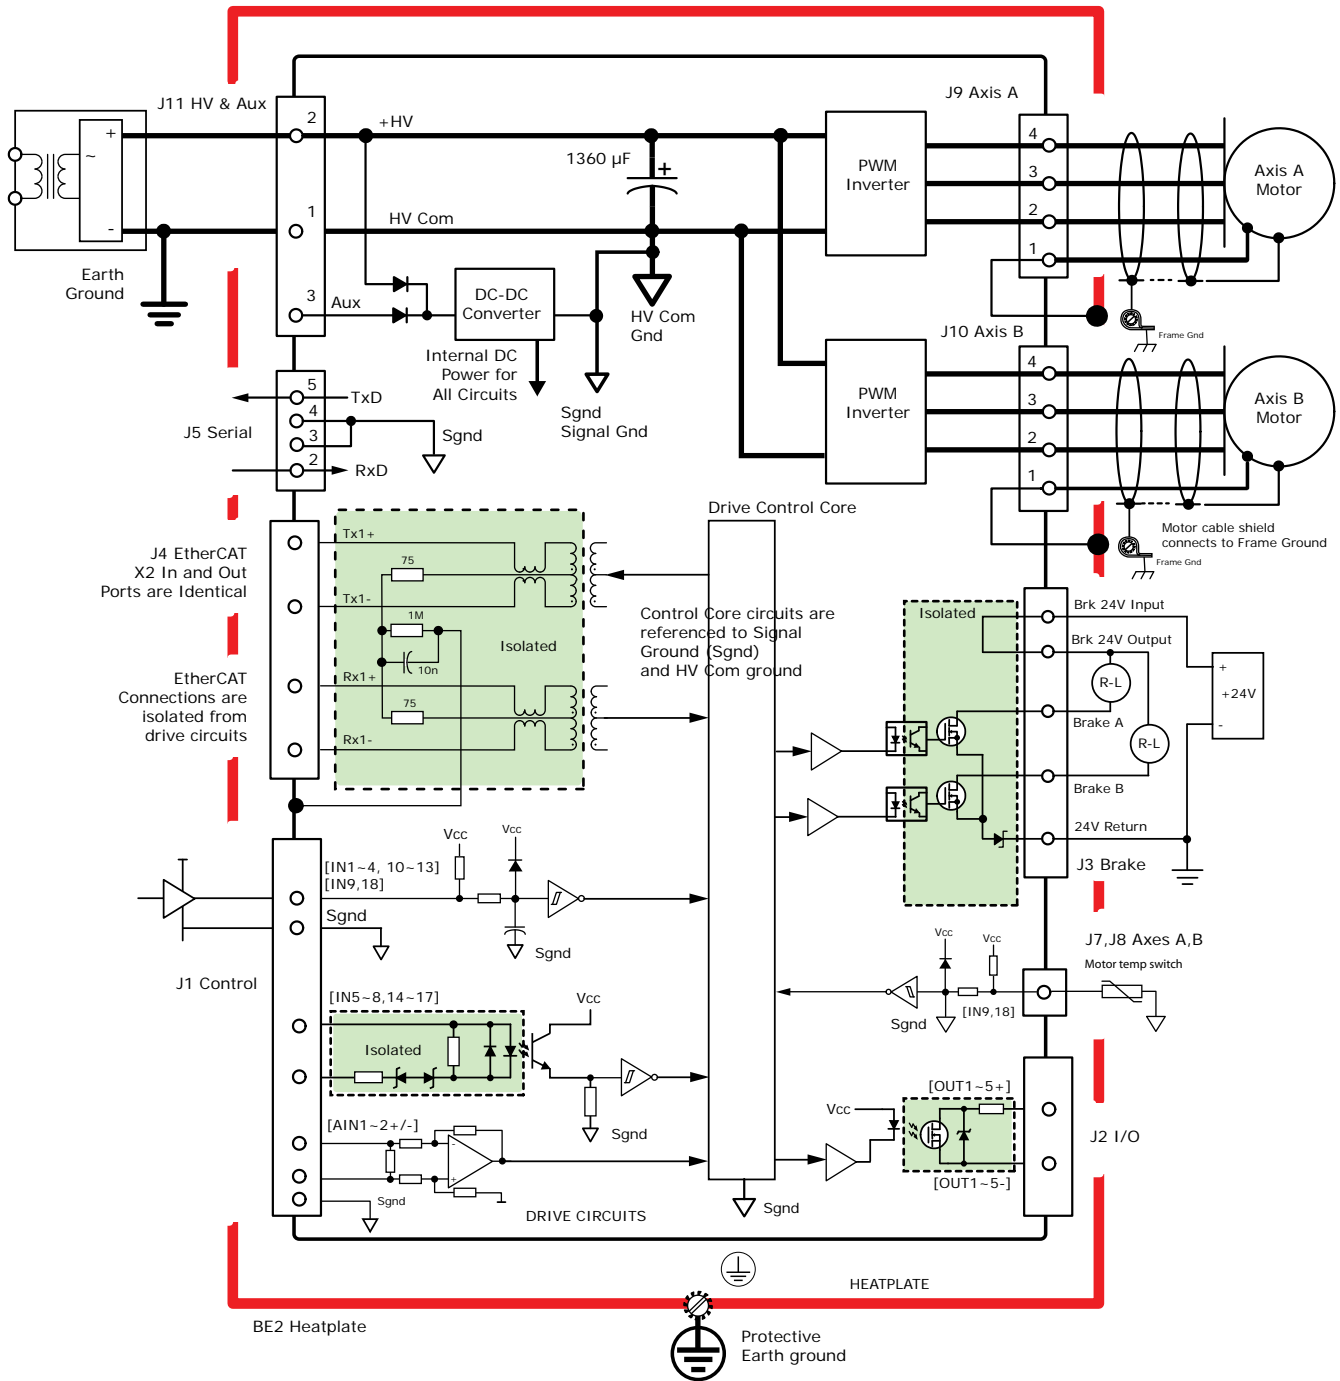 J11 HV & Aux
J9 Axis A
+
~
-
2
+HV
1360 µF
+
PWM
Inverter
4
3
2
1
Axis A
Motor
1
HV Com
Earth
Ground
3
Aux
DC-DC
Converter
HV Com
Gnd
Internal DC
Power for
All Circuits
Sgnd
Signal Gnd
J10 Axis B
Frame Gnd
PWM
Inverter
4
3
2
1
Axis B
Motor
5
TxD
4
J5 Serial
3
Sgnd
2
RxD
Motor cable shield
connects to Frame Ground
Frame Gnd
Drive Control Core
J4 EtherCAT
X2 In and Out
Ports are Identical
Tx1+
75
Tx1-
1M
10n
Isolated
Rx1+
75
Rx1-
EtherCAT
Connections are
isolated from
drive circuits
Control Core circuits are
referenced to Signal
Ground (Sgnd)
and HV Com ground
Isolated
Brk 24V Input
Brk 24V Output
R-L
+
+24V
-
Brake A
R-L
Brake B
24V Return
J3 Brake
Vcc
Vcc
[IN1~4, 10~13]
[IN9,18]
Sgnd
Sgnd
J1 Control
Vcc
Vcc
J7,J8 Axes A,B
Motor temp switch
Sgnd
[IN9,18]
[IN5~8,14~17]
Vcc
Isolated
Sgnd
[OUT1~5+]
Vcc
J2 I/O
[OUT1~5-]
[AIN1~2+/-]
-
+
Sgnd
Sgnd
DRIVE CIRCUITS
HEATPLATE
BE2 Heatplate
Protective
Earth ground